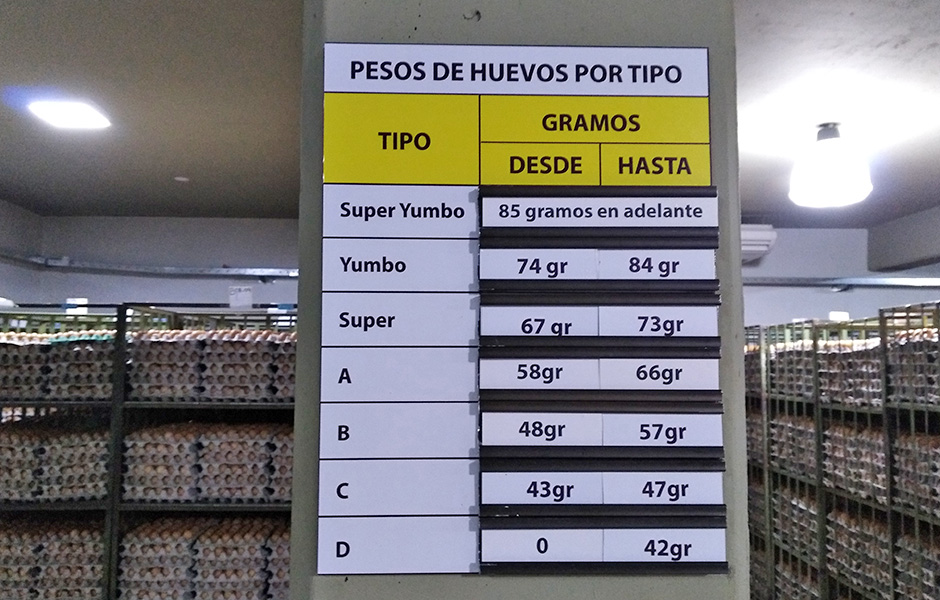 PESOS DE HUEVOS POR TIPO
TIPO
GRAMOS
DESDE HASTA
Super Yumbo 85 gramos en adelante
Yumbo 74 gr 84 gr
Super 67 gr 73gr
A 58gr 66gr
B 48gr 57gr
C 43gr 47gr
D 0 42gr